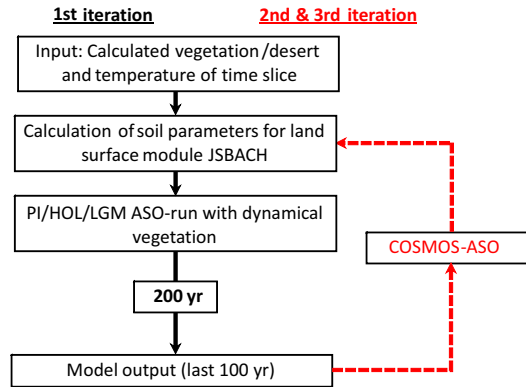 1st iteration
2nd & 3rd iteration
Input: Calculated vegetation/desert
and temperature of time slice
Calculation of soil parameters for land
surface module JSBACH
PI/HOL/LGM ASO-run with dynamical
vegetation
COSMOS-ASO
200 yr
Model output (last 100 yr)